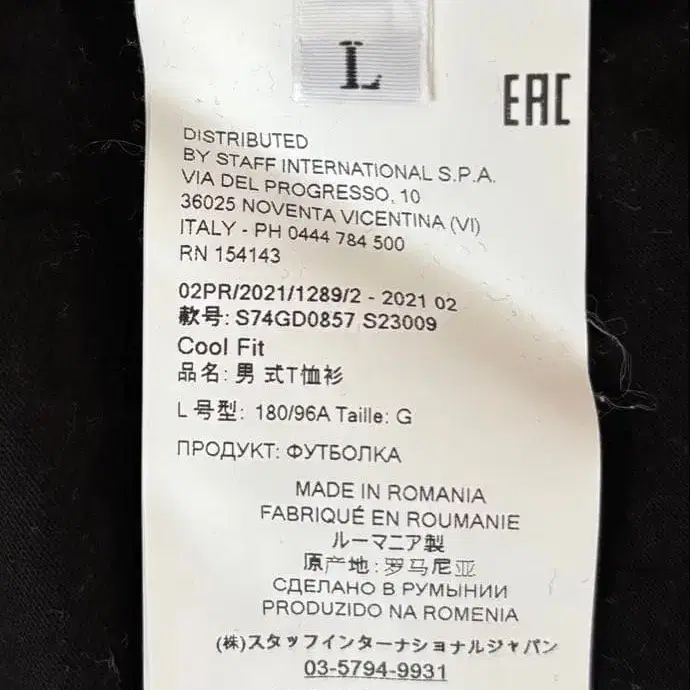 L
EAC
DISTRIBUTED
BY STAFF INTERNATIONAL S.P.A.
VIA DEL PROGRESSO, 10
36025 NOVENTA VICENTINA (VI)
ITALY - PH 0444 784 500
RN 154143
02PR/2021/1289/2 - 2021 02
款号: S74GD0857 S23009
Cool Fit
品名: 男 式T恤衫
L 号型: 180/96A Taille: G
ПРОДУКТ: ФУТБОЛКА
MADE IN ROMANIA
FABRIQUÉ EN ROUMANIE
ルーマニア製
原产地: 罗马尼亚
СДЕЛАНО В РУМЫНИИ
PRODUZIDO NA ROMENIA
(株)スタッフインターナショナルジャパン
03-5794-9931